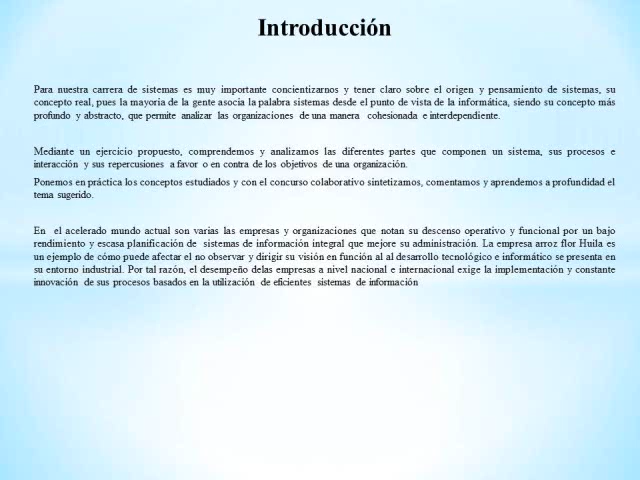 Introducción
Para nuestra carrera de sistemas es muy importante concientizarnos y tener claro sobre el origen y pensamiento de sistemas, su
concepto real, pues la mayoria de la gente asocia la palabra sistemas desde el punto de vista de la informática, siendo su concepto más
profundo y abstracto, que permite analizar las organizaciones de una manera cohesionada e interdependiente.
Mediante un ejercicio propuesto, comprendemos y analizamos las diferentes partes que componen un sistema, sus procesos e
interacción y sus repercusiones a favor o en contra de los objetivos de una organización.
Ponemos en práctica los conceptos estudiados y con el concurso colaborativo sintetizamos, comentamos y aprendemos a profundidad el
tema sugerido.
En el acelerado mundo actual son varias las empresas y organizaciones que notan su descenso operativo y funcional por un bajo
rendimiento y escasa planificación de sistemas de información integral que mejore su administración. La empresa arroz flor Huila es
un ejemplo de cómo puede afectar el no observar y dirigir su visión en función al al desarrollo tecnológico e informático se presenta en
su entorno industrial. Por tal razón, el desempeño delas empresas a nivel nacional e internacional exige la implementación y constante
innovación de sus procesos basados en la utilización de eficientes sistemas de información